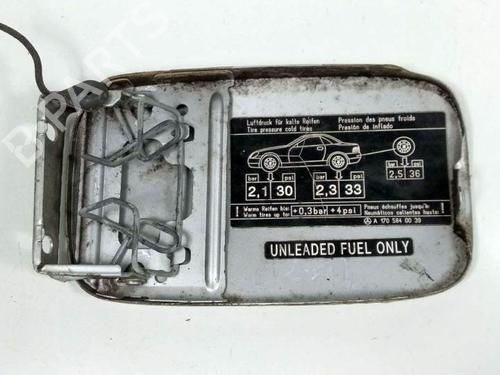 B-PARTS
Luftdruck für kalte Reifen Pression des pneus froids
Tire pressure cold tires Presión de inflado
bar psi bar psi bar psi
2,1 30 2,3 33 2,5 36
! Warme Reifen bis: +0,3bar +4psi Pneus échauffés jusqu'à: !
Warm tires up to: Neumáticos calientes hasta:
A 170 584 00 39
UNLEADED FUEL ONLY